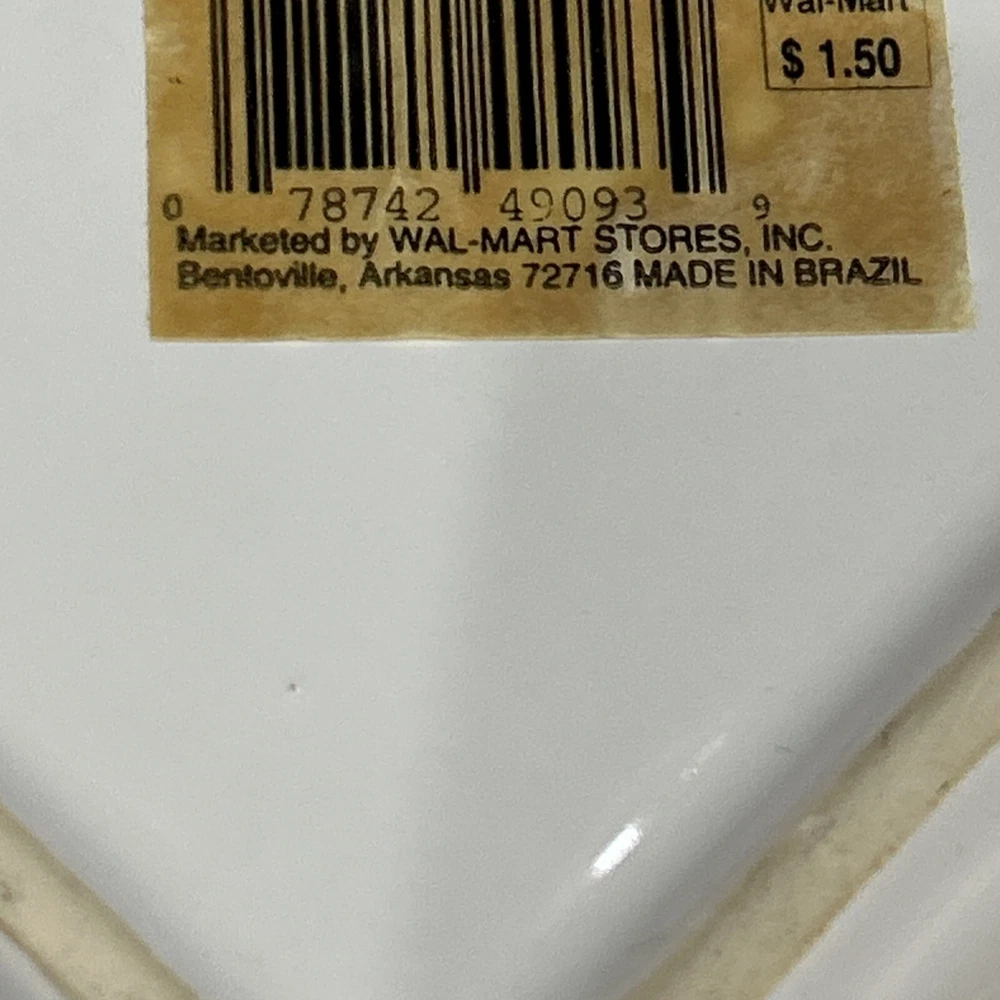 Wal-Mart
$ 1.50
0 78742 49093 9
Marketed by WAL-MART STORES, INC.
Bentoville, Arkansas 72716 MADE IN BRAZIL